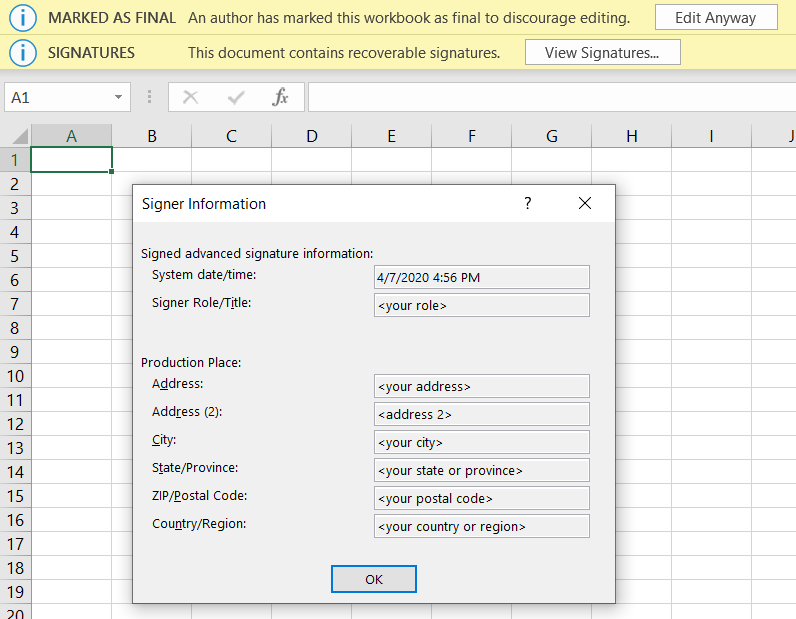 MARKED AS FINAL An author has marked this workbook as final to discourage editing. Edit Anyway
SIGNATURES This document contains recoverable signatures. View Signatures...
A1 fx
A B C D E F G H I J
1
2
3
Signer Information ? 
4
5
Signed advanced signature information:
6
System date/time: 4/7/2020 4:56 PM
7
Signer Role/Title: <your role>
8
9
Production Place:
10
Address: <your address>
11
Address (2): <address 2>
12
City: <your city>
13
State/Province: <your state or province>
14
ZIP/Postal Code: <your postal code>
15
Country/Region: <your country or region>
16
17
18
OK
19
20